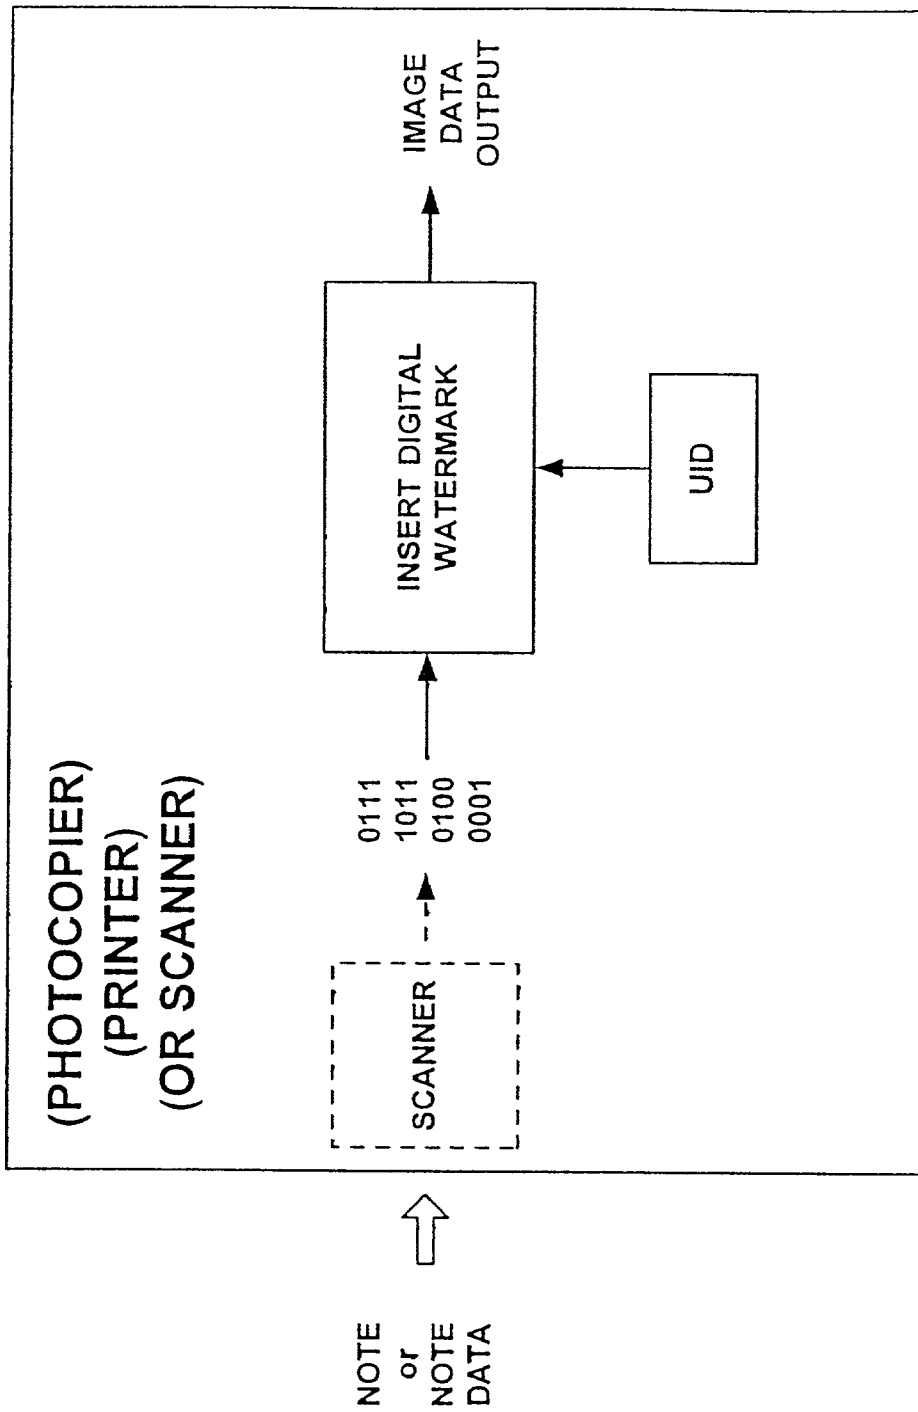 (PHOTOCOPIER)
(PRINTER)
(OR SCANNER)
NOTE
or
NOTE
DATA
SCANNER
0111
1011
0100
0001
INSERT DIGITAL
WATERMARK
UID
IMAGE
DATA
OUTPUT